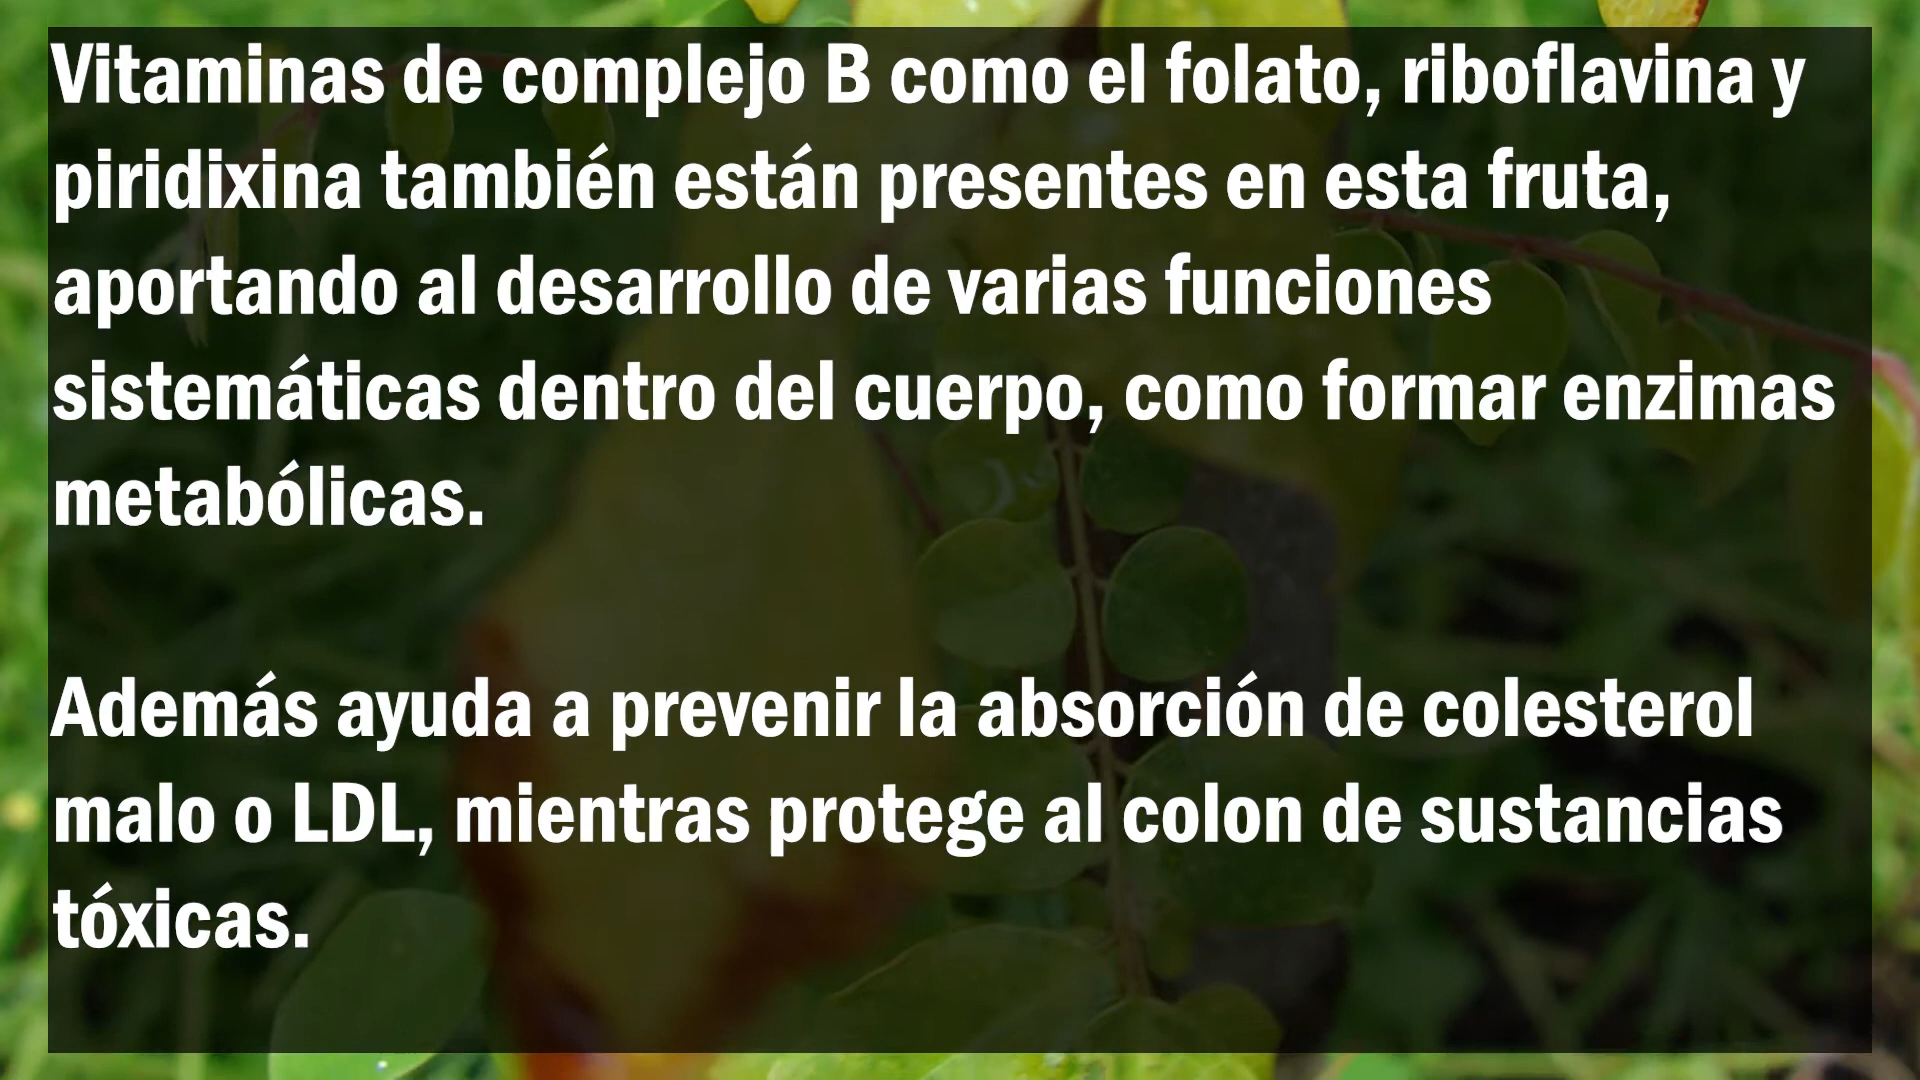 Vitaminas de complejo B como el folato, riboflavina y
piridixina también están presentes en esta fruta,
aportando al desarrollo de varias funciones
sistemáticas dentro del cuerpo, como formar enzimas
metabólicas.
Además ayuda a prevenir la absorción de colesterol
malo o LDL, mientras protege al colon de sustancias
tóxicas.